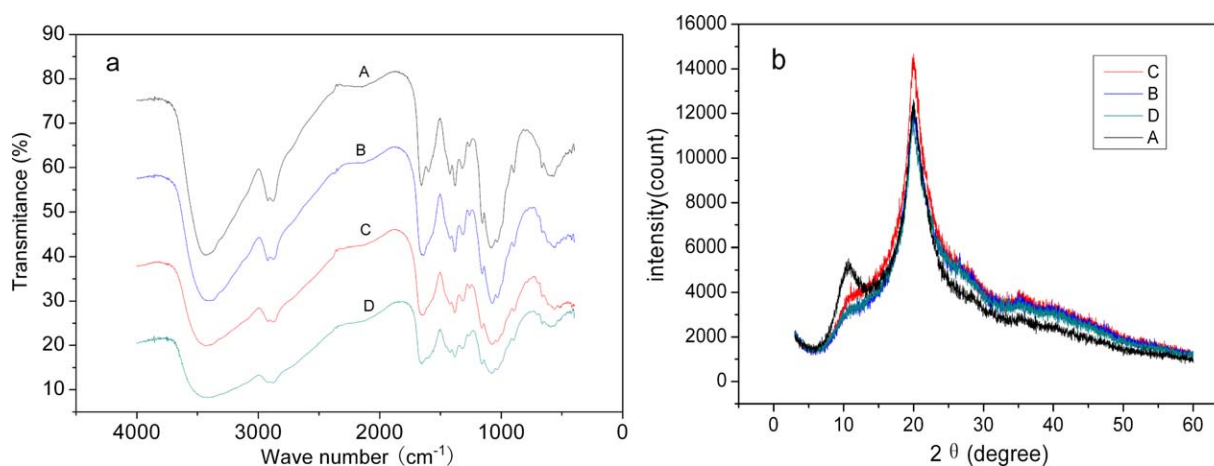 a
90
80
70
60
50
40
30
20
10
Transmitance (%)
A
B
C
D
4000 3000 2000 1000 0
Wave number (cm-1)
b
16000
14000
12000
10000
8000
6000
4000
2000
0
intensity(count)
C
B
D
A
0 10 20 30 40 50 60
2 θ (degree)